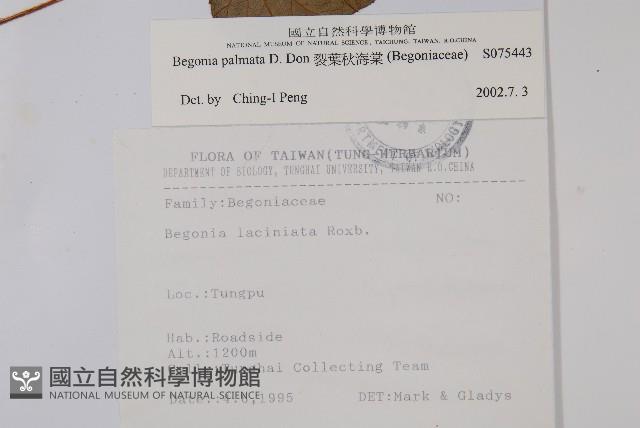 國立自然科學博物館
NATIONAL MUSEUM OF NATURAL SCIENCE, TAICHUNG, TAIWAN, R.O.CHINA
Begonia palmata D. Don 裂葉秋海棠 (Begoniaceae) S075443
Det. by Ching-I Peng 2002.7.3
FLORA OF TAIWAN(TUNG-HERBARIUM)
DEPARTMENT OF BIOLOGY, TUNGHAI UNIVERSITY, TAIWAN R.O.CHINA
Family:Begoniaceae NO:
Begonia laciniata Roxb.
Loc.:Tungpu
Hab.:Roadside
Alt.:1200m
Collecting Team
國立自然科學博物館
NATIONAL MUSEUM OF NATURAL SCIENCE
1995 DET:Mark & Gladys